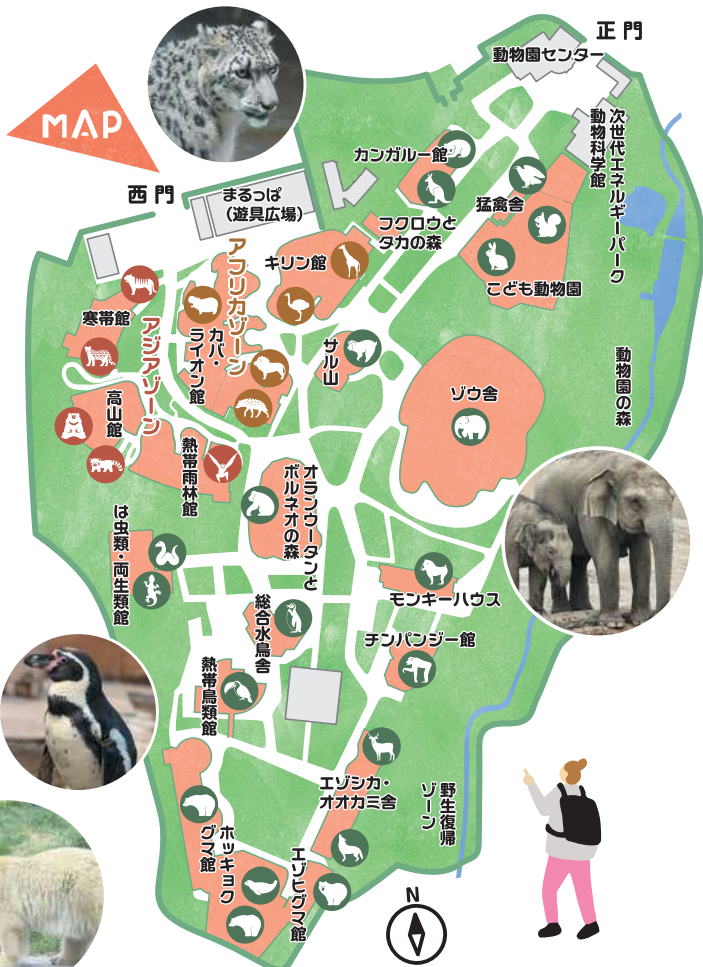 正門
動物園センター
MAP
次世代エネルギーパーク
動物科学館
カンガルー館
西門
まるっぱ
(遊具広場)
猛禽舎
フクロウと
タカの森
アフリカゾーン
キリン館
こども動物園
寒帯館
アジアゾーン
カバ・
ライオン館
サル山
動物園の森
ゾウ舎
高山館
熱帯雨林館
オランウータンと
ボルネオの森
は虫類・両生類館
モンキーハウス
総合水鳥舎
チンパンジー館
熱帯鳥類館
エゾシカ・
オオカミ舎
野生復帰
ゾーン
ホッキョク
グマ館
エゾヒグマ館
N